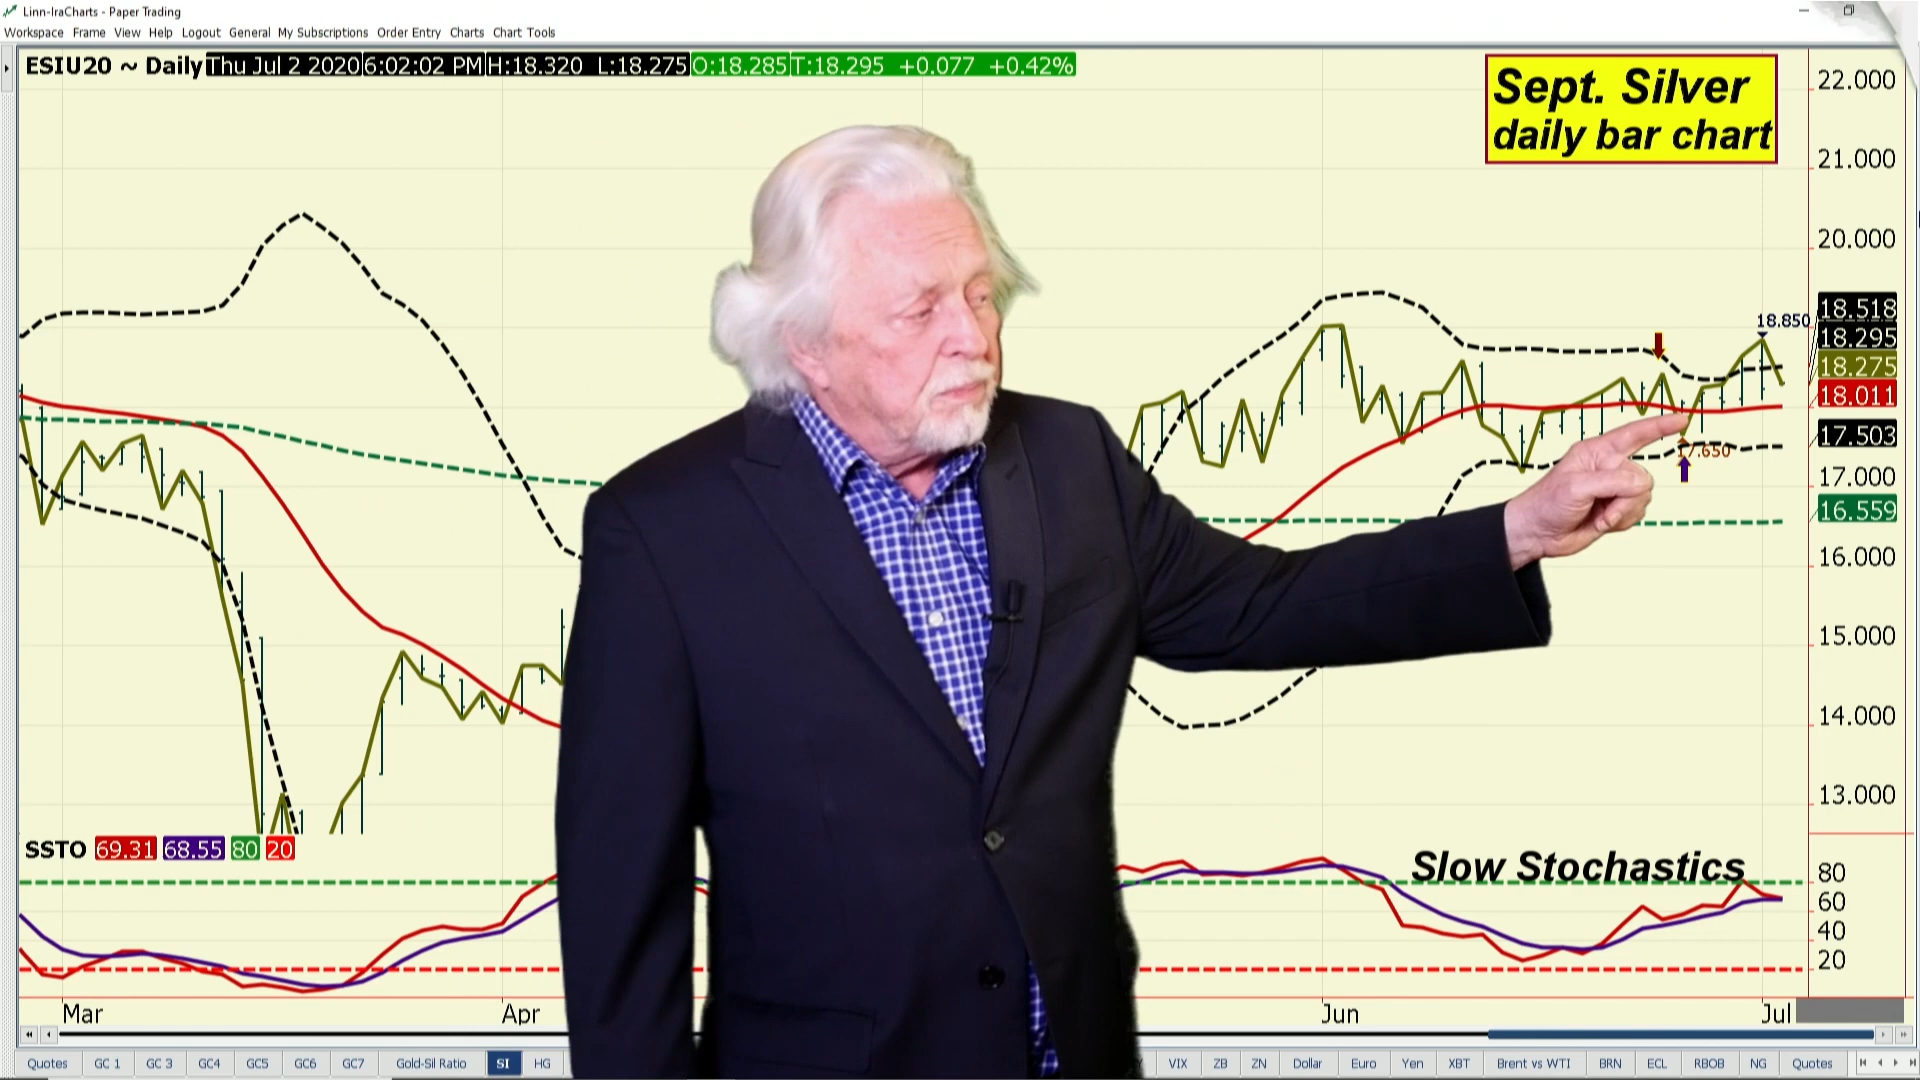 Linn-IraCharts - Paper Trading
Workspace Frame View Help Logout General My Subscriptions Order Entry Charts Chart Tools
ESIU20 ~ Daily Thu Jul 2 2020 6:02:02 PM H:18.320 L:18.275 O:18.285 T:18.295 +0.077 +0.42%
Sept. Silver
daily bar chart
22.000
21.000
20.000
18.850
18.518
18.295
18.275
18.011
17.503
17.650
17.000
16.559
16.000
15.000
14.000
13.000
SSTO 69.31 68.55 80 20
Slow Stochastics
80
60
40
20
Mar Apr Jun Jul
Quotes GC 1 GC 3 GC4 GC5 GC6 GC7 Gold-Sil Ratio SI HG VIX ZB ZN Dollar Euro Yen XBT Brent vs WTI BRN ECL RBOB NG Quotes